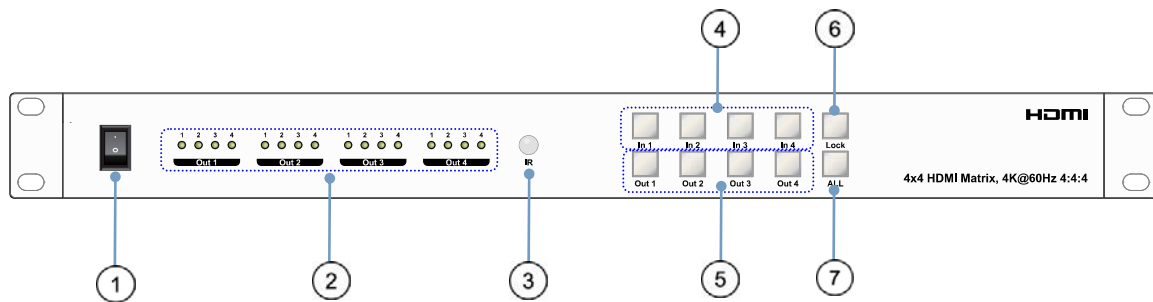 4 6
HDMI
1 2 3 4 1 2 3 4 1 2 3 4 1 2 3 4
Out 1 Out 2 Out 3 Out 4
IR
In 1 In 2 In 3 In 4 Lock
Out 1 Out 2 Out 3 Out 4 ALL
4x4 HDMI Matrix, 4K@60Hz 4:4:4
1 2 3 5 7